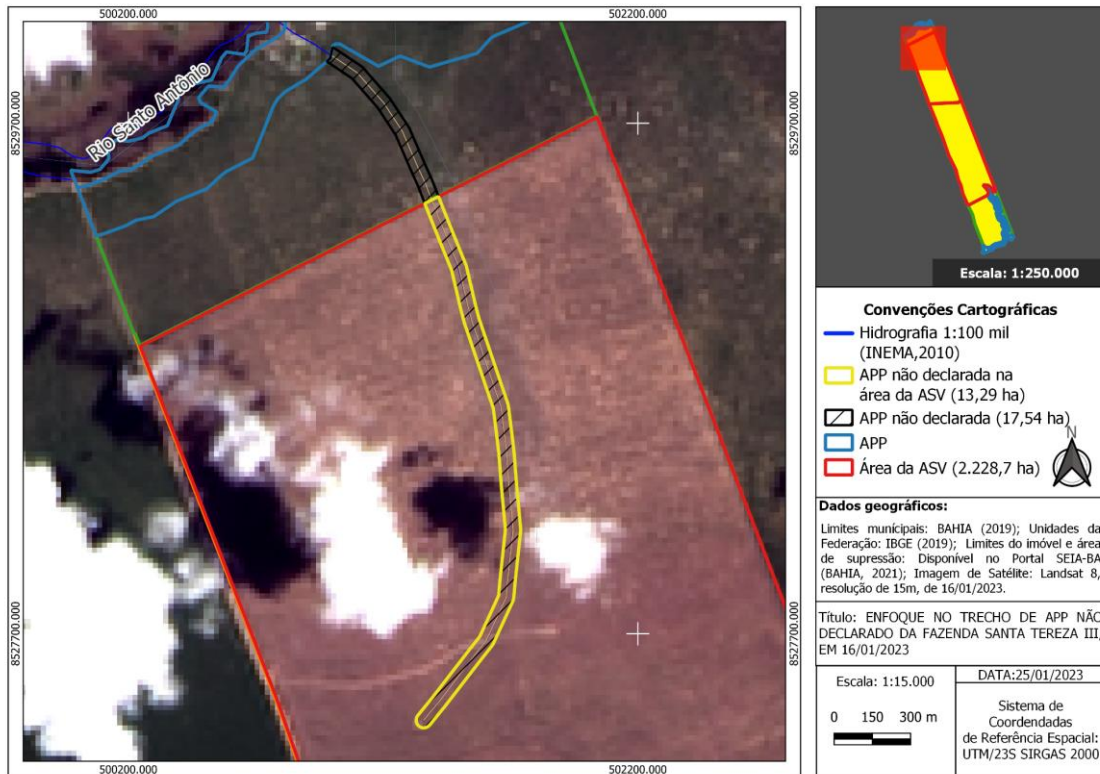 500200.000
502200.000
8529700.000
8529700.000
Rio Santo Antônio
8527700.000
8527700.000
500200.000
502200.000
Escala: 1:250.000
Convenções Cartográficas
Hidrografia 1:100 mil
(INEMA,2010)
APP não declarada na
área da ASV (13,29 ha)
APP não declarada (17,54 ha)
APP
Área da ASV (2.228,7 ha)
N
Dados geográficos:
Limites munícipais: BAHIA (2019); Unidades da
Federação: IBGE (2019); Limites do imóvel e área
de supressão: Disponível no Portal SEIA-BA
(BAHIA, 2021); Imagem de Satélite: Landsat 8,
resolução de 15m, de 16/01/2023.
Título: ENFOQUE NO TRECHO DE APP NÃO
DECLARADO DA FAZENDA SANTA TEREZA III,
EM 16/01/2023
Escala: 1:15.000
0 150 300 m
DATA:25/01/2023
Sistema de
Coordendadas
de Referência Espacial:
UTM/23S SIRGAS 2000